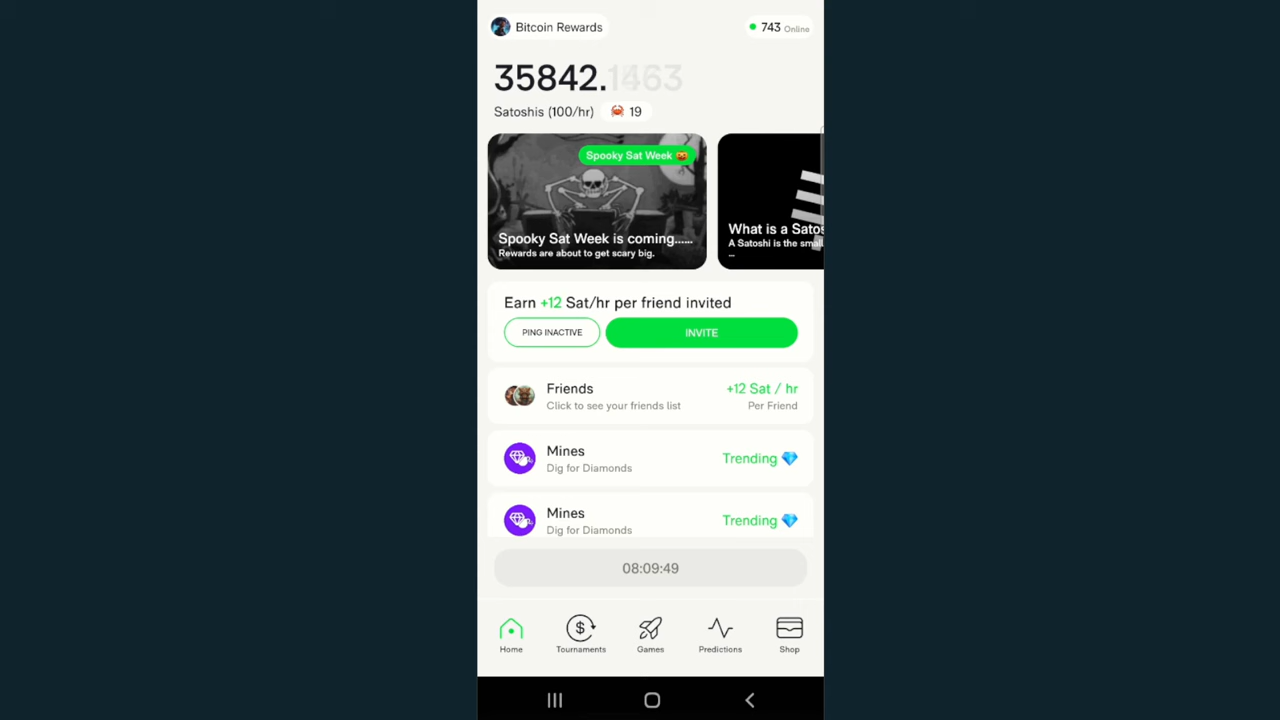 Bitcoin Rewards
743 Online
35842.1463
Satoshis (100/hr)
19
Spooky Sat Week
Spooky Sat Week is coming......
Rewards are about to get scary big.
What is a Satos
A Satoshi is the small
...
Earn +12 Sat/hr per friend invited
PING INACTIVE
INVITE
Friends
+12 Sat / hr
Click to see your friends list
Per Friend
Mines
Trending
Dig for Diamonds
Mines
Trending
Dig for Diamonds
08:09:49
Home
Tournaments
Games
Predictions
Shop